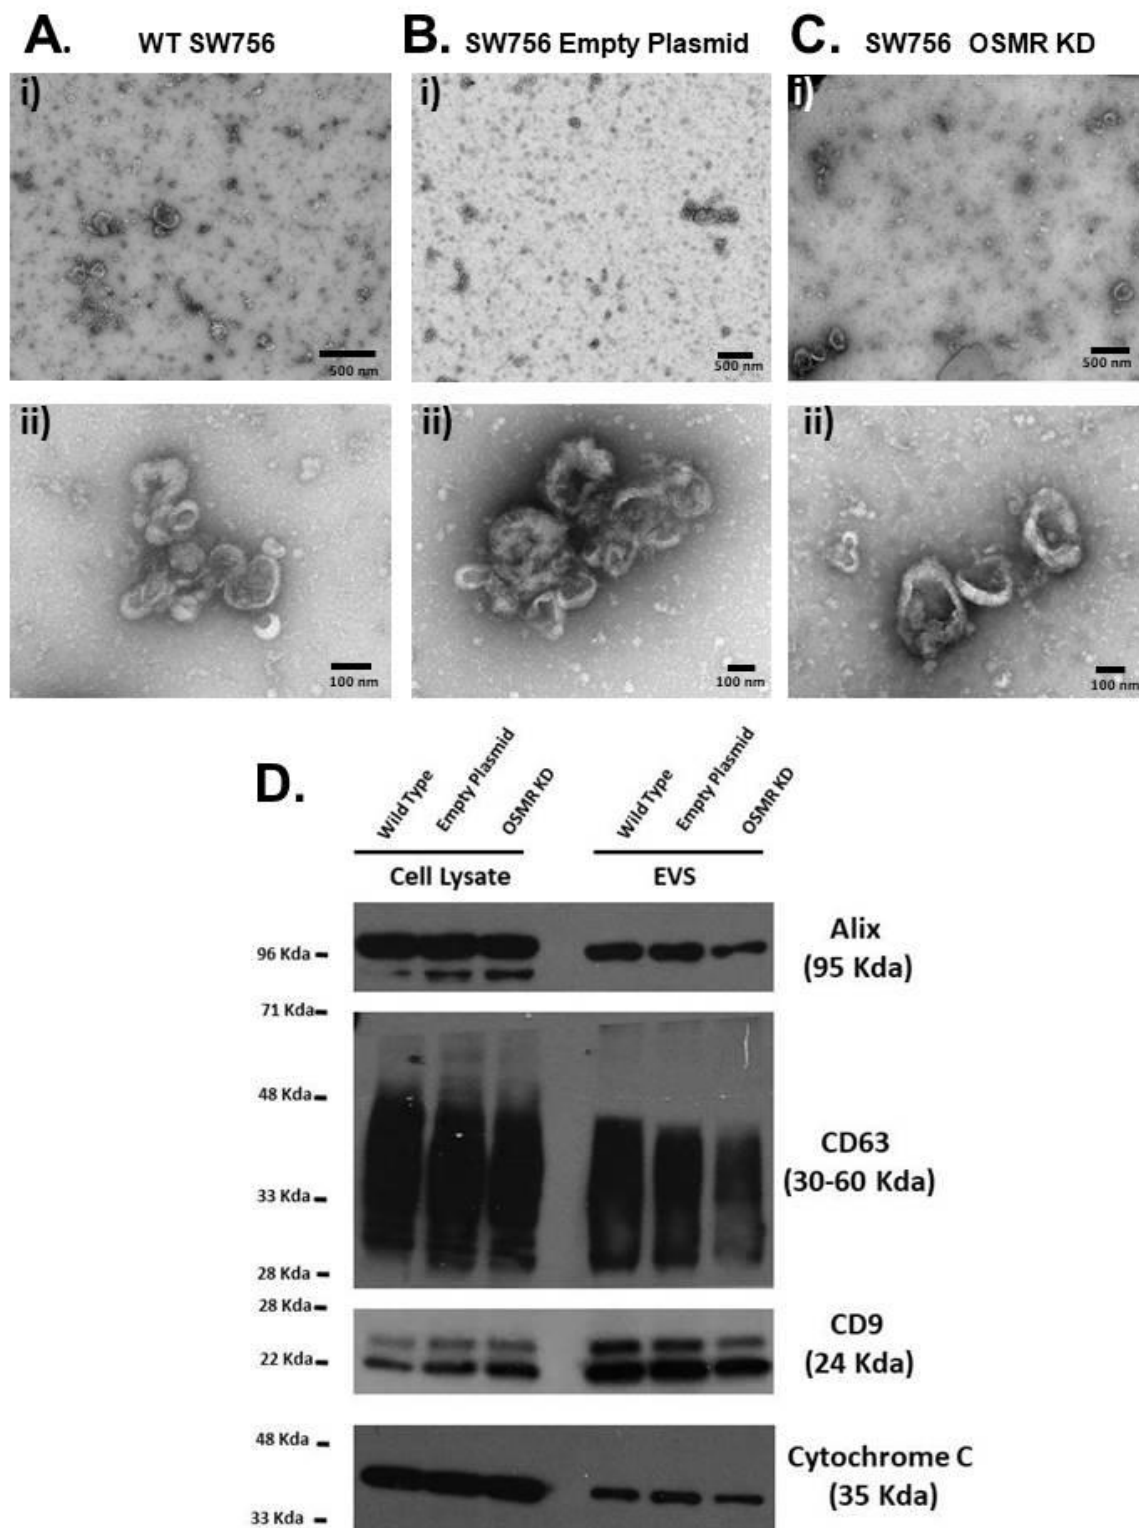 A. WT SW756
B. SW756 Empty Plasmid
C. SW756 OSMR KD
i)
i)
i)
500 nm
500 nm
500 nm
ii)
ii)
ii)
100 nm
100 nm
100 nm
D.
Wild Type
Empty Plasmid
OSMR KD
Wild Type
Empty Plasmid
OSMR KD
Cell Lysate
EVS
96 Kda
Alix
(95 Kda)
71 Kda
48 Kda
33 Kda
28 Kda
CD63
(30-60 Kda)
28 Kda
22 Kda
CD9
(24 Kda)
48 Kda
33 Kda
Cytochrome C
(35 Kda)